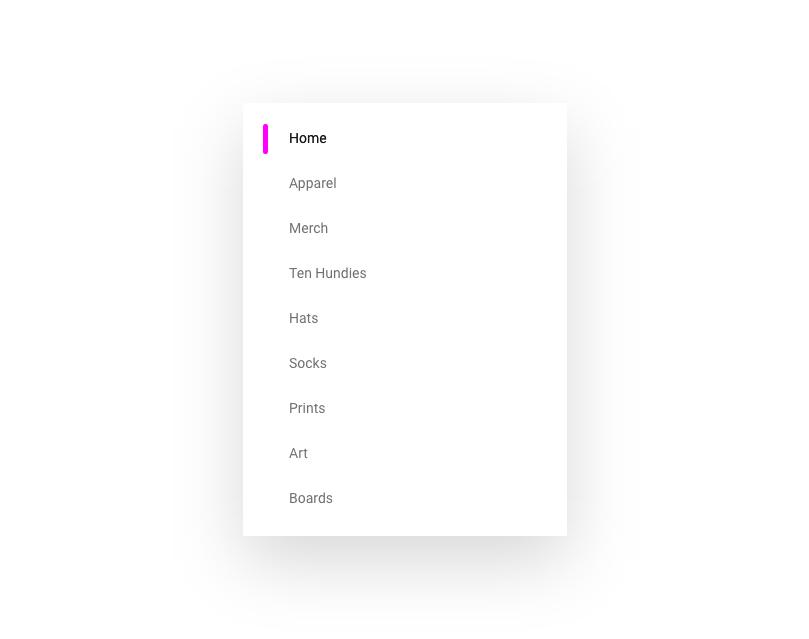 Home
Apparel
Merch
Ten Hundies
Hats
Socks
Prints
Art
Boards